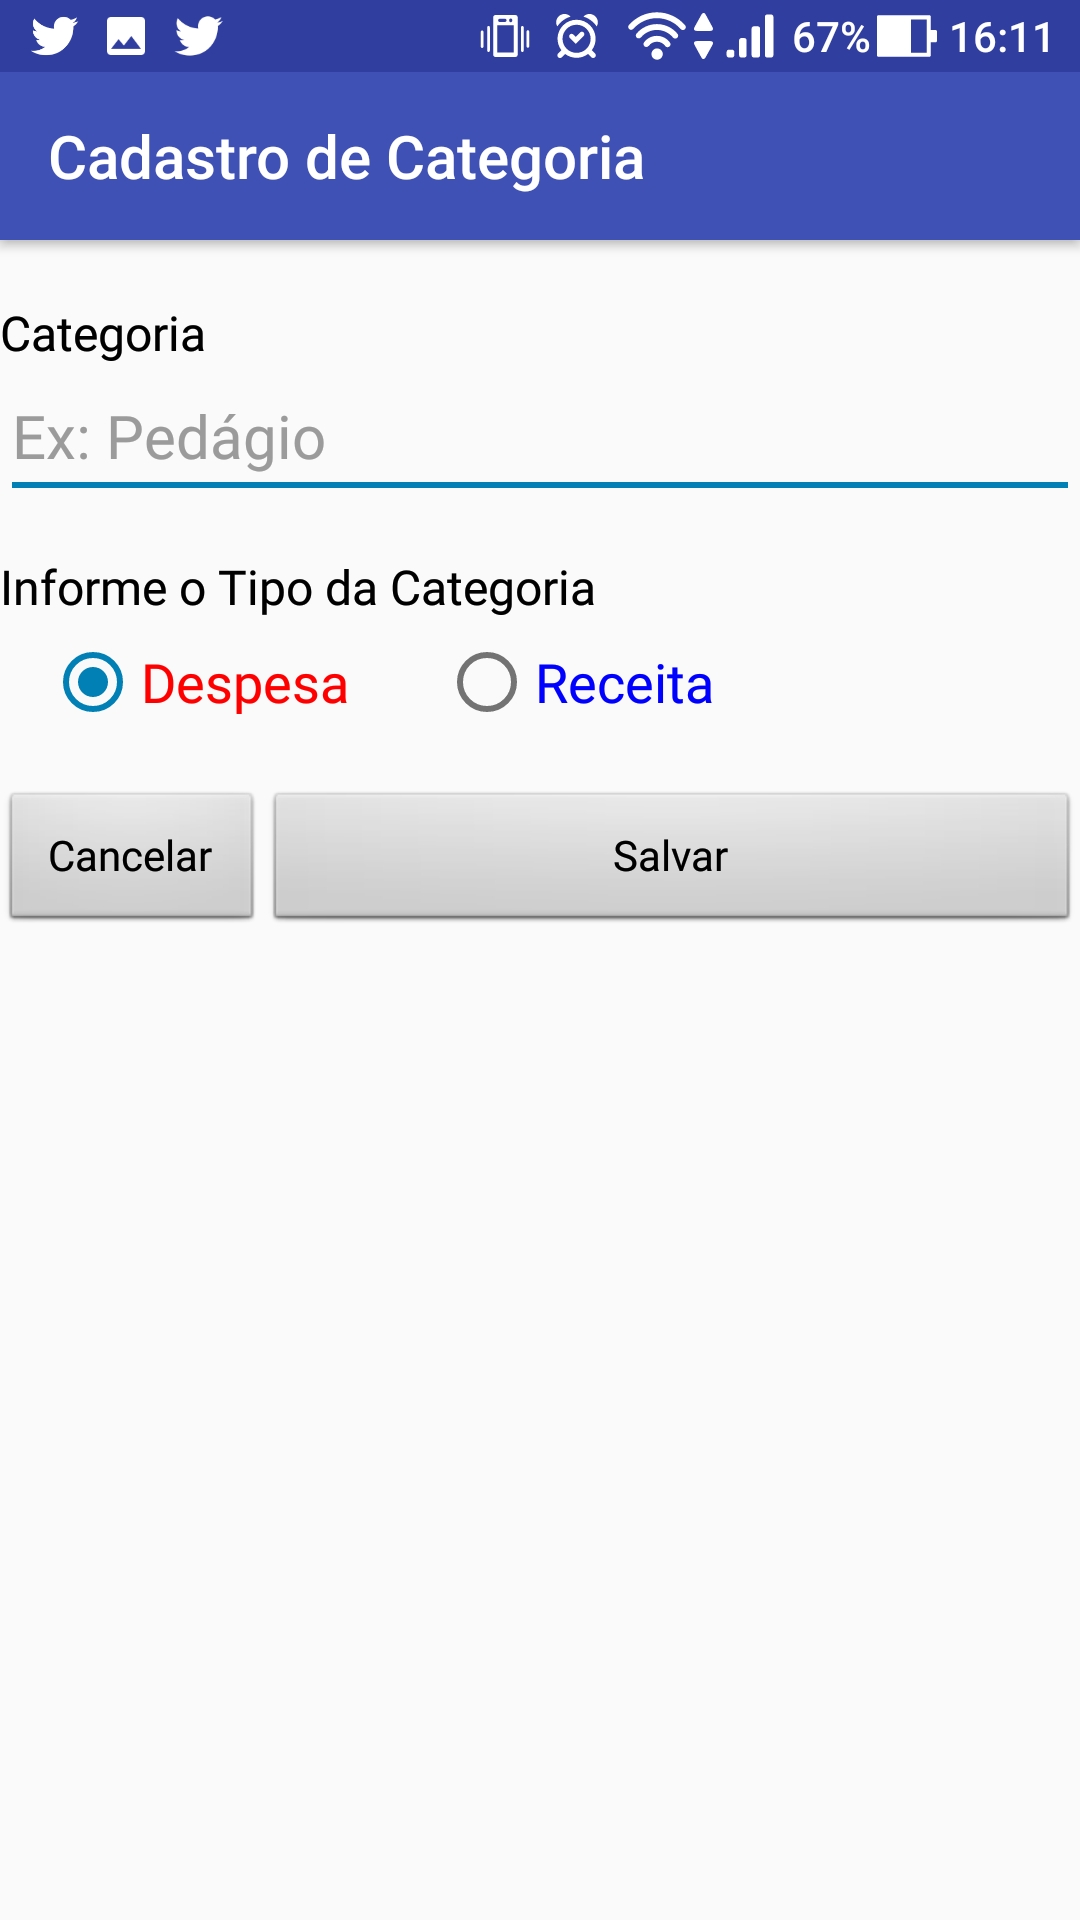 67% 16:11
Cadastro de Categoria
Categoria
Ex: Pedágio
Informe o Tipo da Categoria
Despesa Receita
Cancelar Salvar